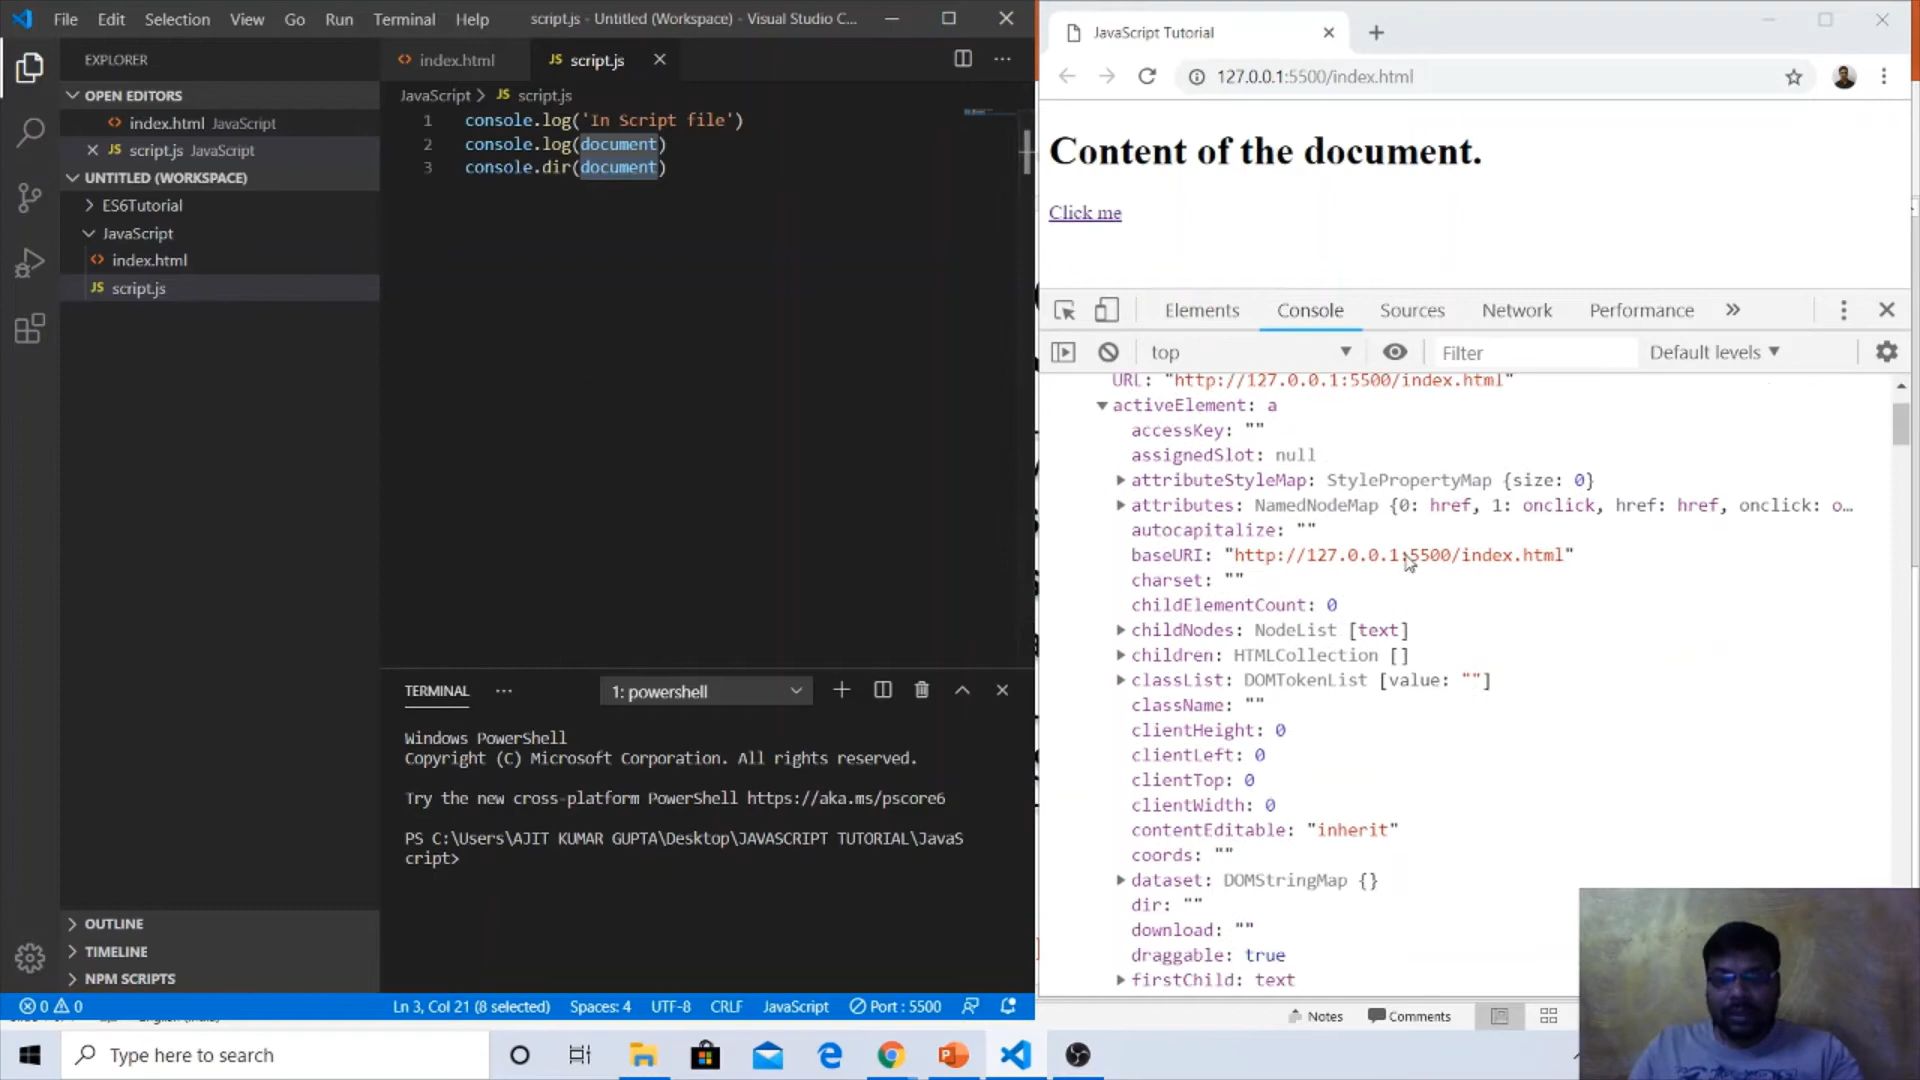 File Edit Selection View Go Run Terminal Help
script.js - Untitled (Workspace) - Visual Studio C...
EXPLORER
OPEN EDITORS
index.html JavaScript
JS script.js JavaScript
UNTITLED (WORKSPACE)
ES6Tutorial
JavaScript
index.html
JS script.js
OUTLINE
TIMELINE
NPM SCRIPTS
index.html
JS script.js
JavaScript JS script.js
1 console.log('In Script file')
2 console.log(document)
3 console.dir(document)
TERMINAL
1: powershell
Windows PowerShell
Copyright (C) Microsoft Corporation. All rights reserved.
Try the new cross-platform PowerShell https://aka.ms/pscore6
PS C:\Users\AJIT KUMAR GUPTA\Desktop\JAVASCRIPT TUTORIAL\JavaS
cript>
0 0 Ln 3, Col 21 (8 selected) Spaces: 4 UTF-8 CRLF JavaScript Port : 5500
Type here to search
JavaScript Tutorial
127.0.0.1:5500/index.html
Content of the document.
Click me
Elements Console Sources Network Performance
top Filter Default levels
URL: "http://127.0.0.1:5500/index.html"
activeElement: a
accessKey: ""
assignedSlot: null
attributeStyleMap: StylePropertyMap {size: 0}
attributes: NamedNodeMap {0: href, 1: onclick, href: href, onclick: o…
autocapitalize: ""
baseURI: "http://127.0.0.1:5500/index.html"
charset: ""
childElementCount: 0
childNodes: NodeList [text]
children: HTMLCollection []
classList: DOMTokenList [value: ""]
className: ""
clientHeight: 0
clientLeft: 0
clientTop: 0
clientWidth: 0
contentEditable: "inherit"
coords: ""
dataset: DOMStringMap {}
dir: ""
download: ""
draggable: true
firstChild: text
Notes Comments